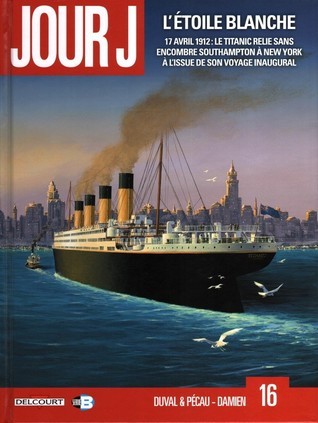 JOUR J
L'ÉTOILE BLANCHE
17 AVRIL 1912 : LE TITANIC RELIE SANS
ENCOMBRE SOUTHAMPTON À NEW YORK
À L'ISSUE DE SON VOYAGE INAUGURAL
DELCOURT
SÉRIE B
DUVAL & PÉCAU - DAMIEN
16